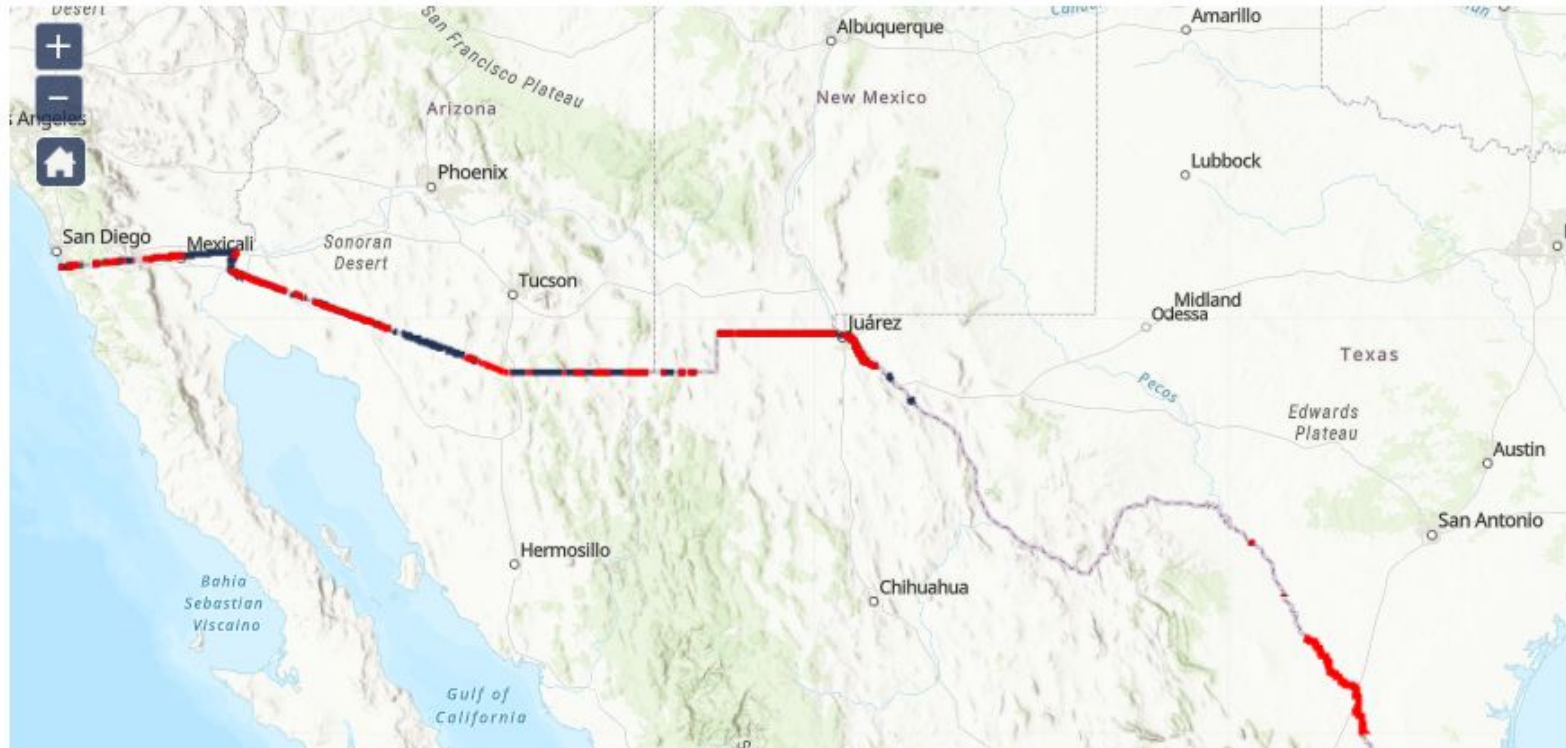 Desert
+
−
Angeles
San Francisco Plateau
Albuquerque
Amarillo
Arizona
New Mexico
Phoenix
Lubbock
San Diego
Mexicali
Sonoran
Desert
Tucson
Midland
Odessa
Juárez
Texas
Pecos
Edwards
Plateau
Austin
San Antonio
Hermosillo
Chihuahua
Bahia
Sebastian
Viscaino
Gulf of
California